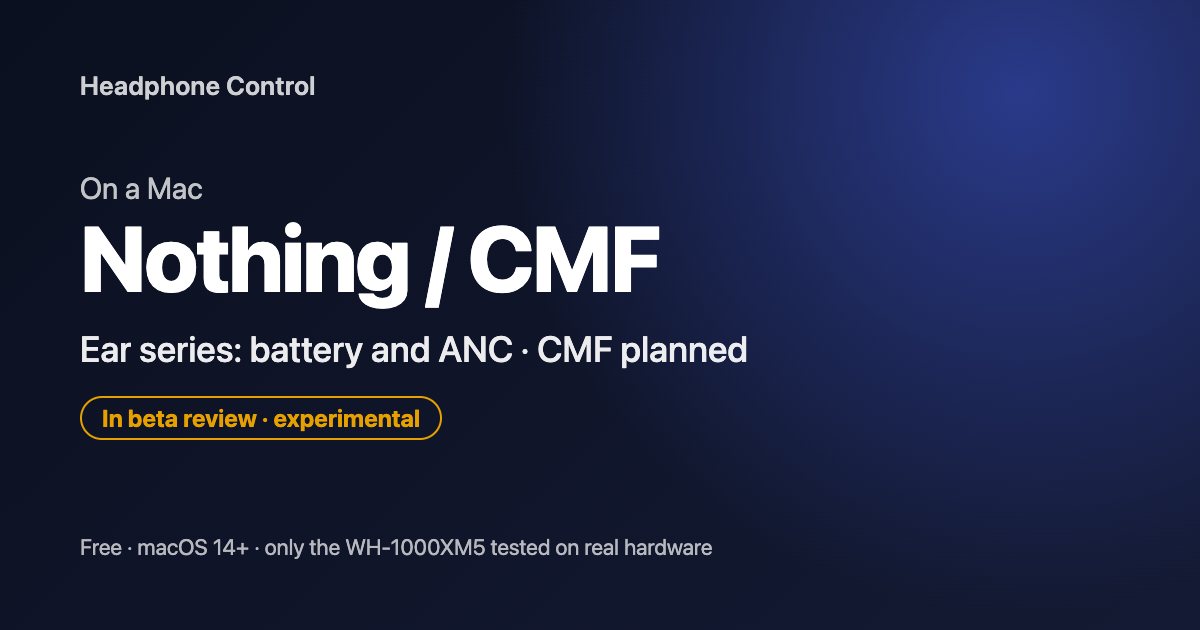 Headphone Control
On a Mac
Nothing / CMF
Ear series: battery and ANC · CMF planned
In beta review · experimental
Free · macOS 14+ · only the WH-1000XM5 tested on real hardware